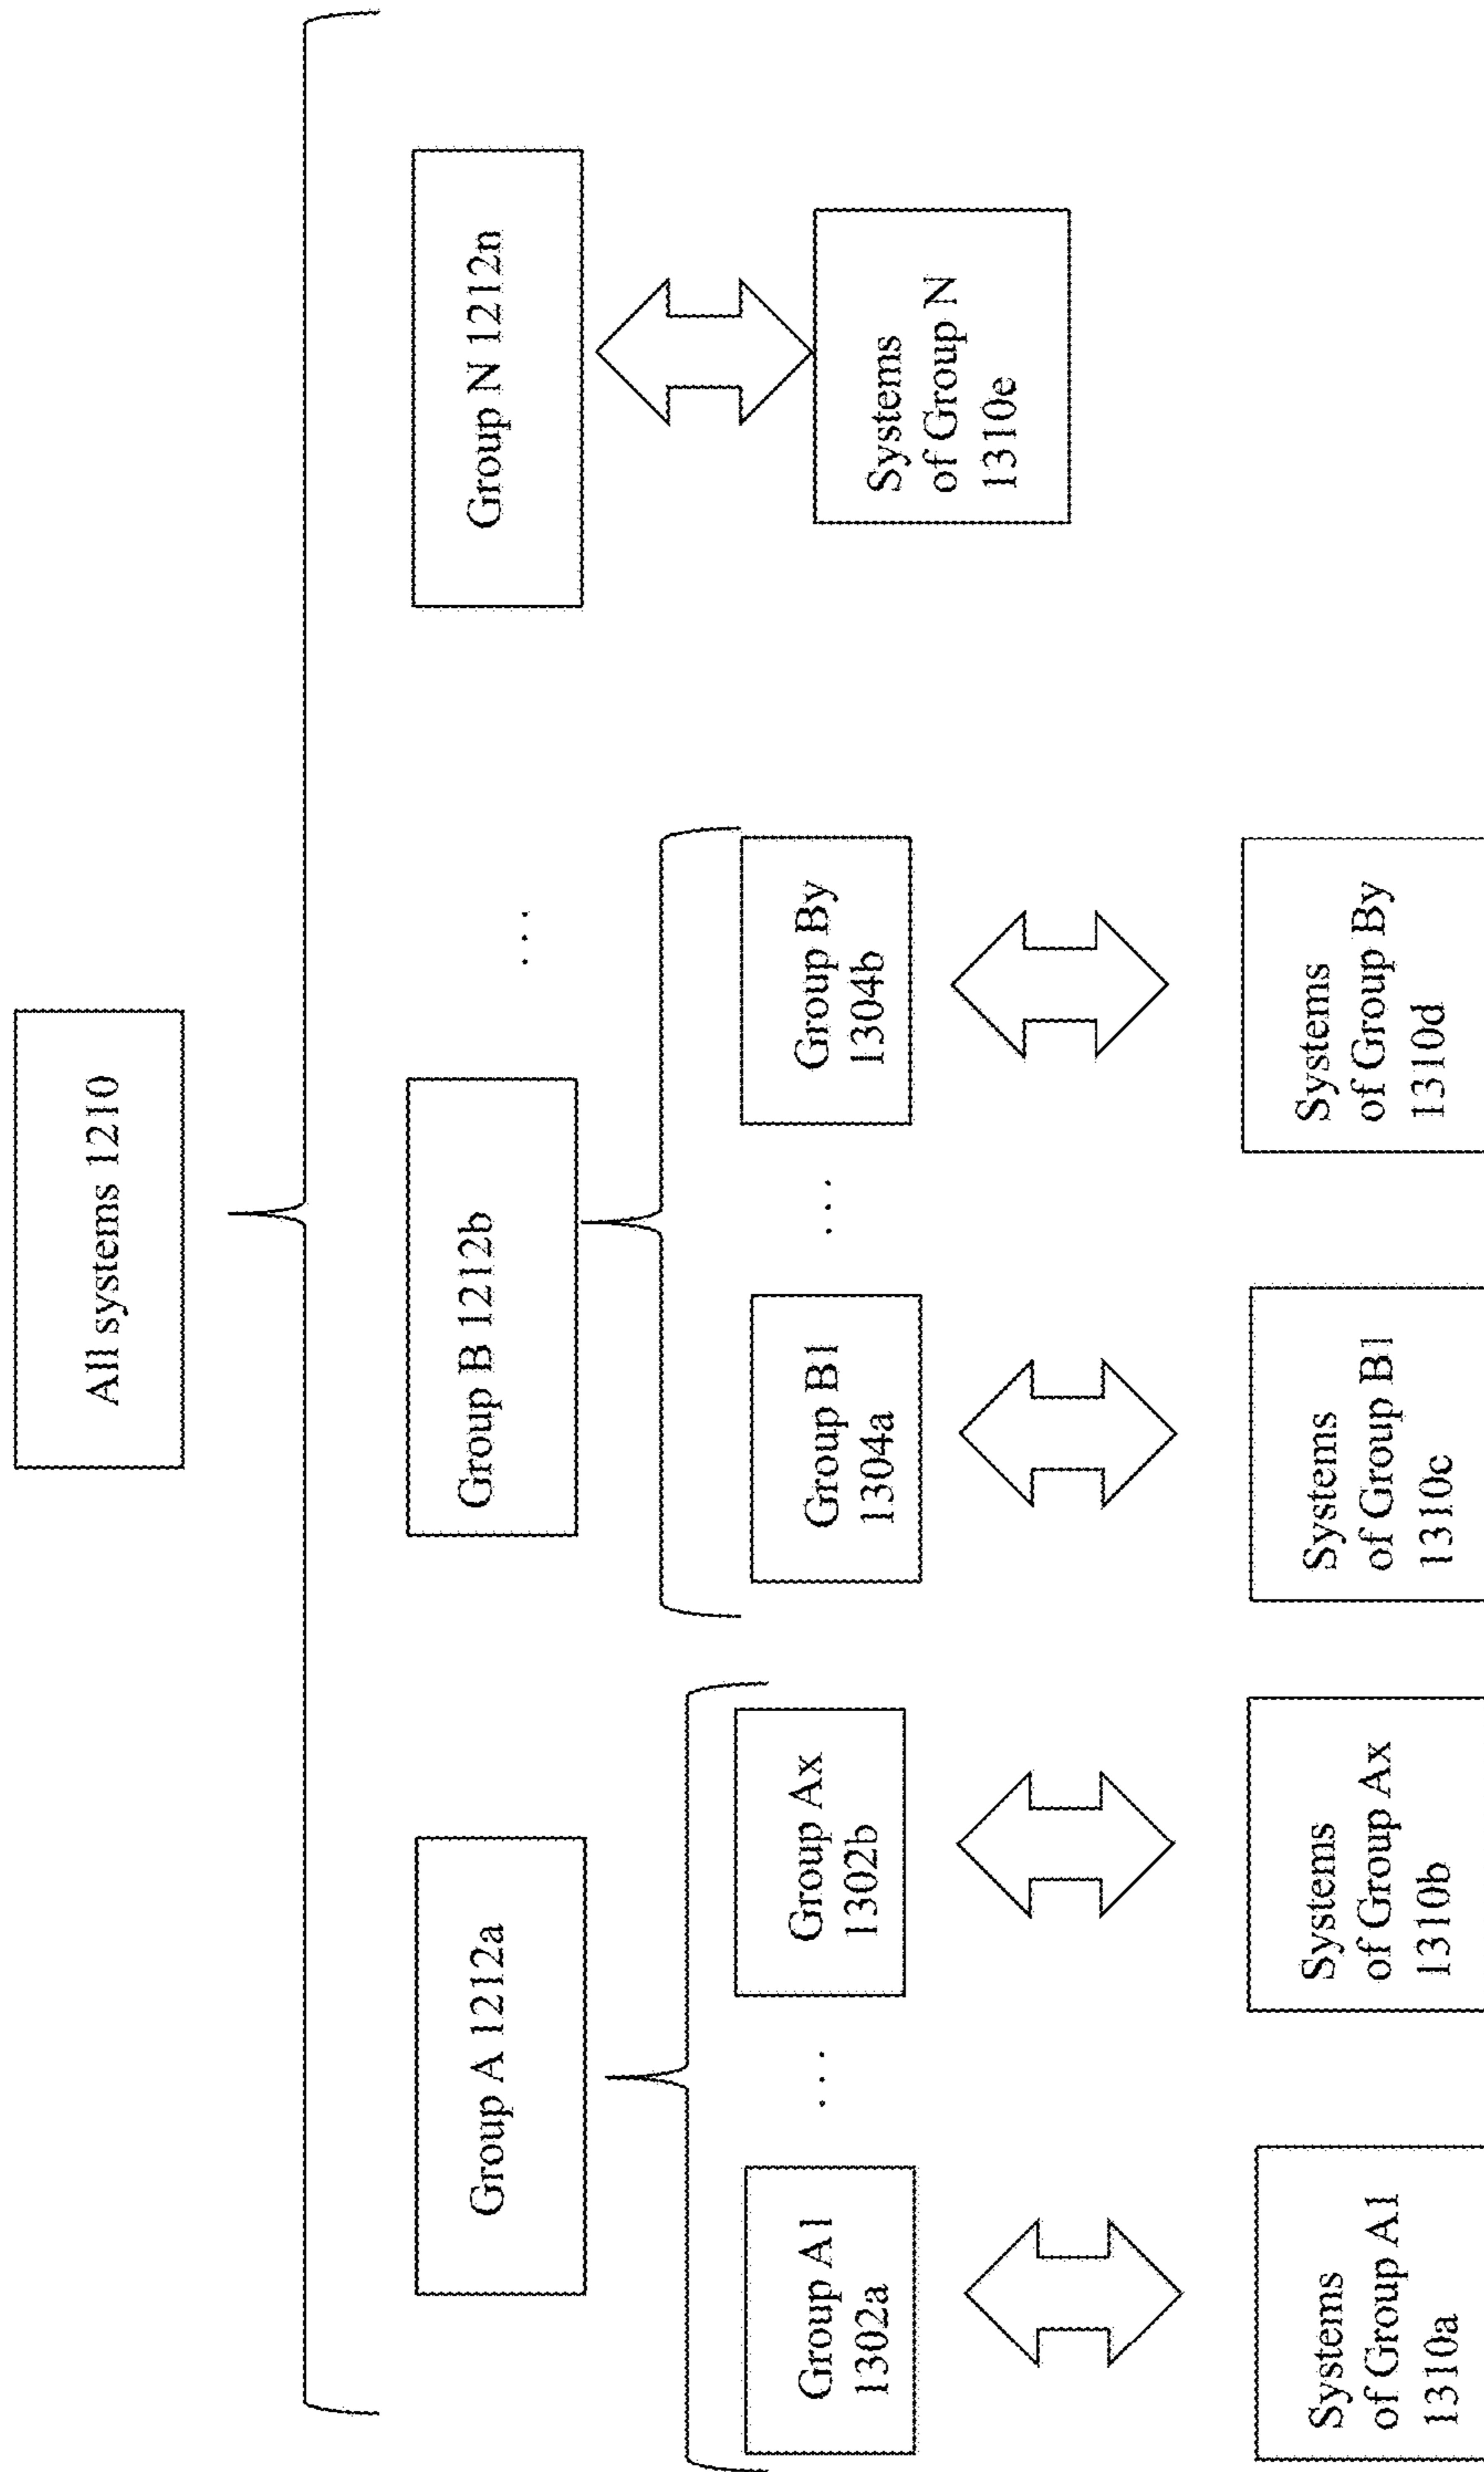 All systems 1210
Group A 1212a
Group B 1212b
...
Group N 1212n
Group A1
1302a
...
Group Ax
1302b
Group B1
1304a
...
Group By
1304b
Systems
of Group N
1310e
Systems
of Group A1
1310a
Systems
of Group Ax
1310b
Systems
of Group B1
1310c
Systems
of Group By
1310d